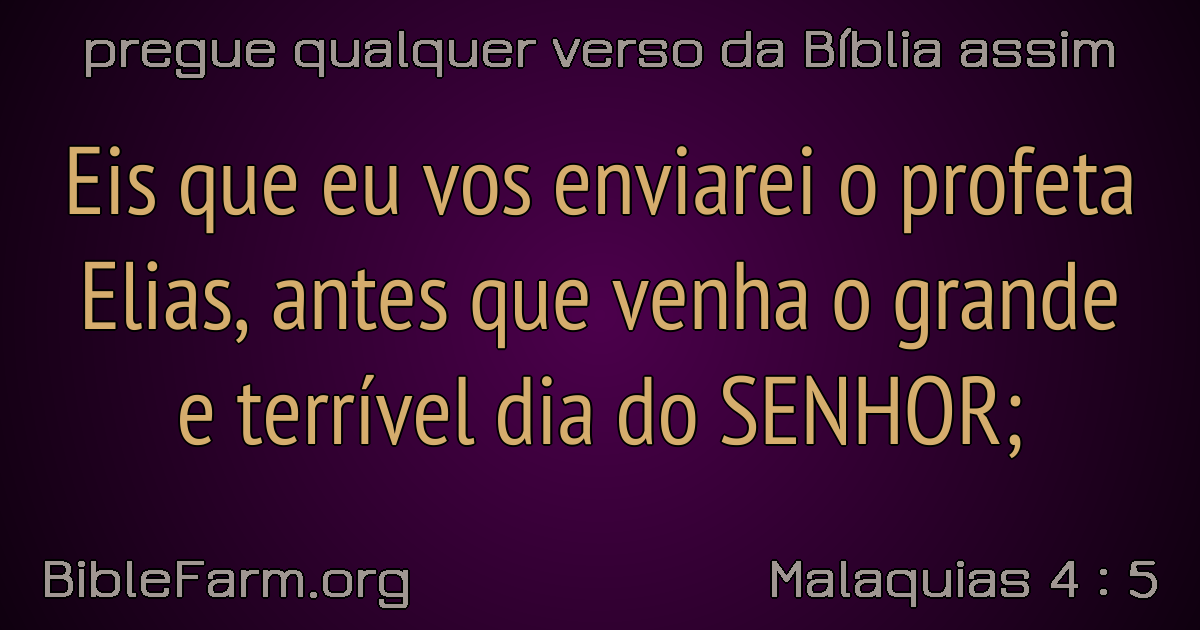 pregue qualquer verso da Bíblia assim
Eis que eu vos enviarei o profeta
Elias, antes que venha o grande
e terrível dia do SENHOR;
BibleFarm.org
Malaquias 4 : 5